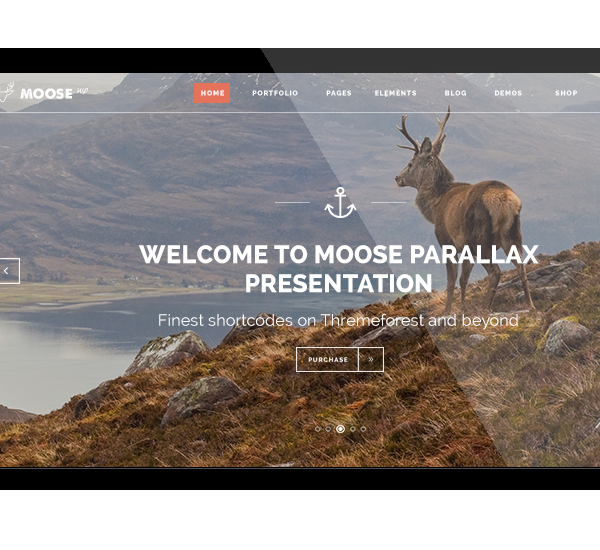 MOOSE wp
HOME PORTFOLIO PAGES ELEMENTS BLOG DEMOS SHOP
WELCOME TO MOOSE PARALLAX
PRESENTATION
Finest shortcodes on Thremeforest and beyond
PURCHASE »